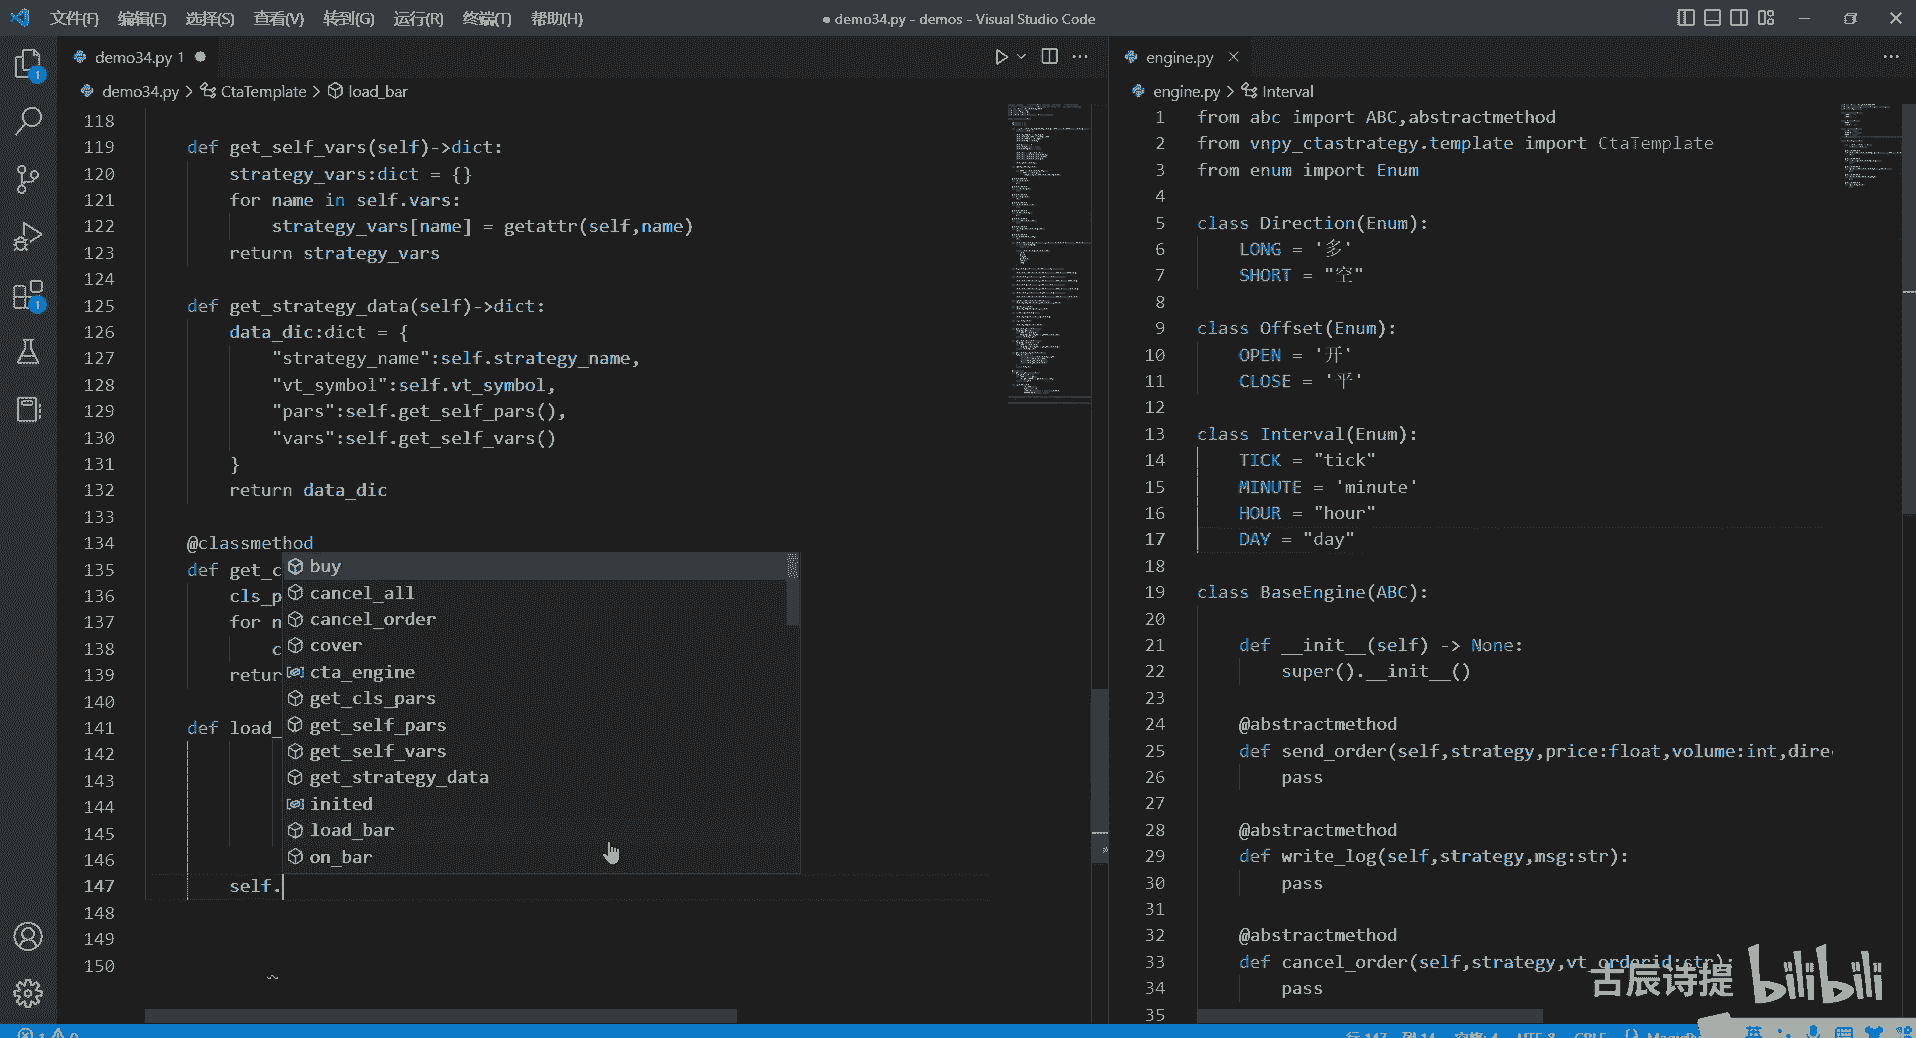 文件(F) 编辑(E) 选择(S) 查看(V) 转到(G) 运行(R) 终端(T) 帮助(H)
● demo34.py - demos - Visual Studio Code
demo34.py 1 ●
demo34.py > CtaTemplate > load_bar
118
119 def get_self_vars(self)->dict:
120 strategy_vars:dict = {}
121 for name in self.vars:
122 strategy_vars[name] = getattr(self,name)
123 return strategy_vars
124
125 def get_strategy_data(self)->dict:
126 data_dic:dict = {
127 "strategy_name":self.strategy_name,
128 "vt_symbol":self.vt_symbol,
129 "pars":self.get_self_pars(),
130 "vars":self.get_self_vars()
131 }
132 return data_dic
133
134 @classmethod
135 def get_c
136 cls_p
137 for n
138 c
139 retur
140
141 def load_
142
143
144
145
146
147 self.
148
149
150
buy
cancel_all
cancel_order
cover
cta_engine
get_cls_pars
get_self_pars
get_self_vars
get_strategy_data
inited
load_bar
on_bar
engine.py
engine.py > Interval
1 from abc import ABC,abstractmethod
2 from vnpy_ctastrategy.template import CtaTemplate
3 from enum import Enum
4
5 class Direction(Enum):
6 LONG = '多'
7 SHORT = "空"
8
9 class Offset(Enum):
10 OPEN = '开'
11 CLOSE = '平'
12
13 class Interval(Enum):
14 TICK = "tick"
15 MINUTE = 'minute'
16 HOUR = "hour"
17 DAY = "day"
18
19 class BaseEngine(ABC):
20
21 def __init__(self) -> None:
22 super().__init__()
23
24 @abstractmethod
25 def send_order(self,strategy,price:float,volume:int,dire
26 pass
27
28 @abstractmethod
29 def write_log(self,strategy,msg:str):
30 pass
31
32 @abstractmethod
33 def cancel_order(self,strategy,vt_orderid:str):
34 pass
35
古辰诗提 bilibili